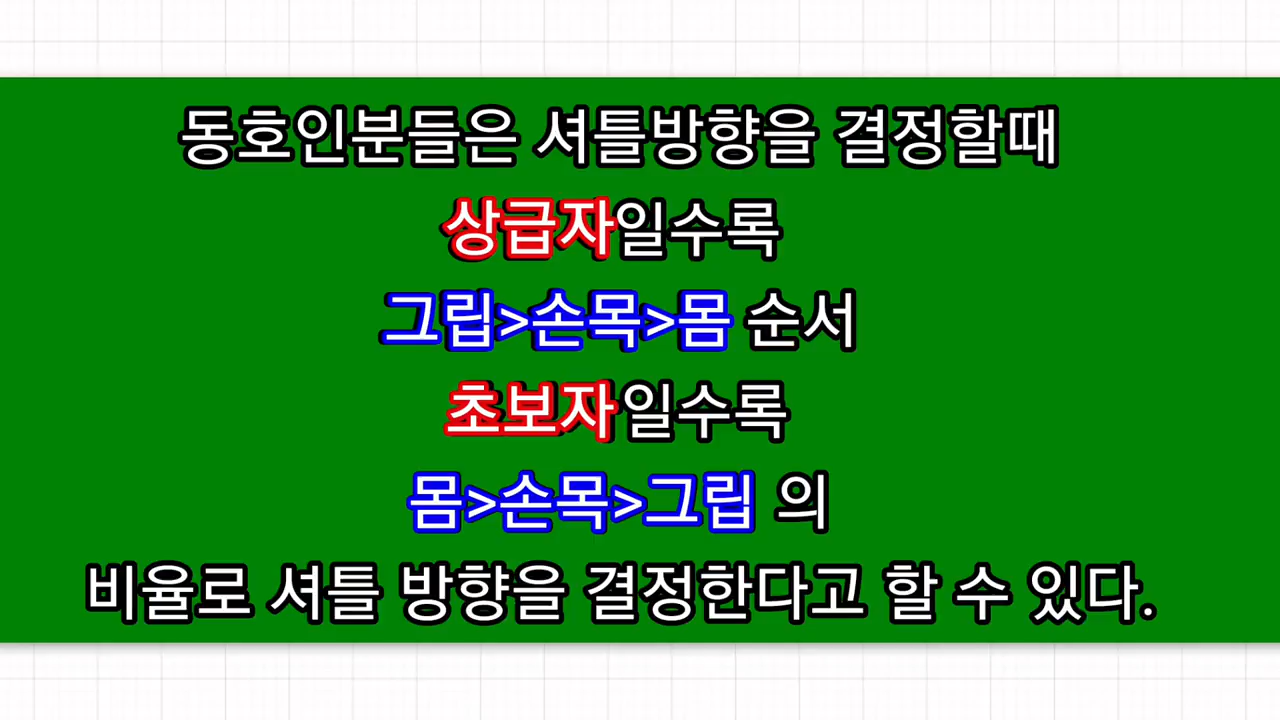 동호인분들은 셔틀방향을 결정할때
상급자일수록
그립>손목>몸 순서
초보자일수록
몸>손목>그립 의
비율로 셔틀 방향을 결정한다고 할 수 있다.